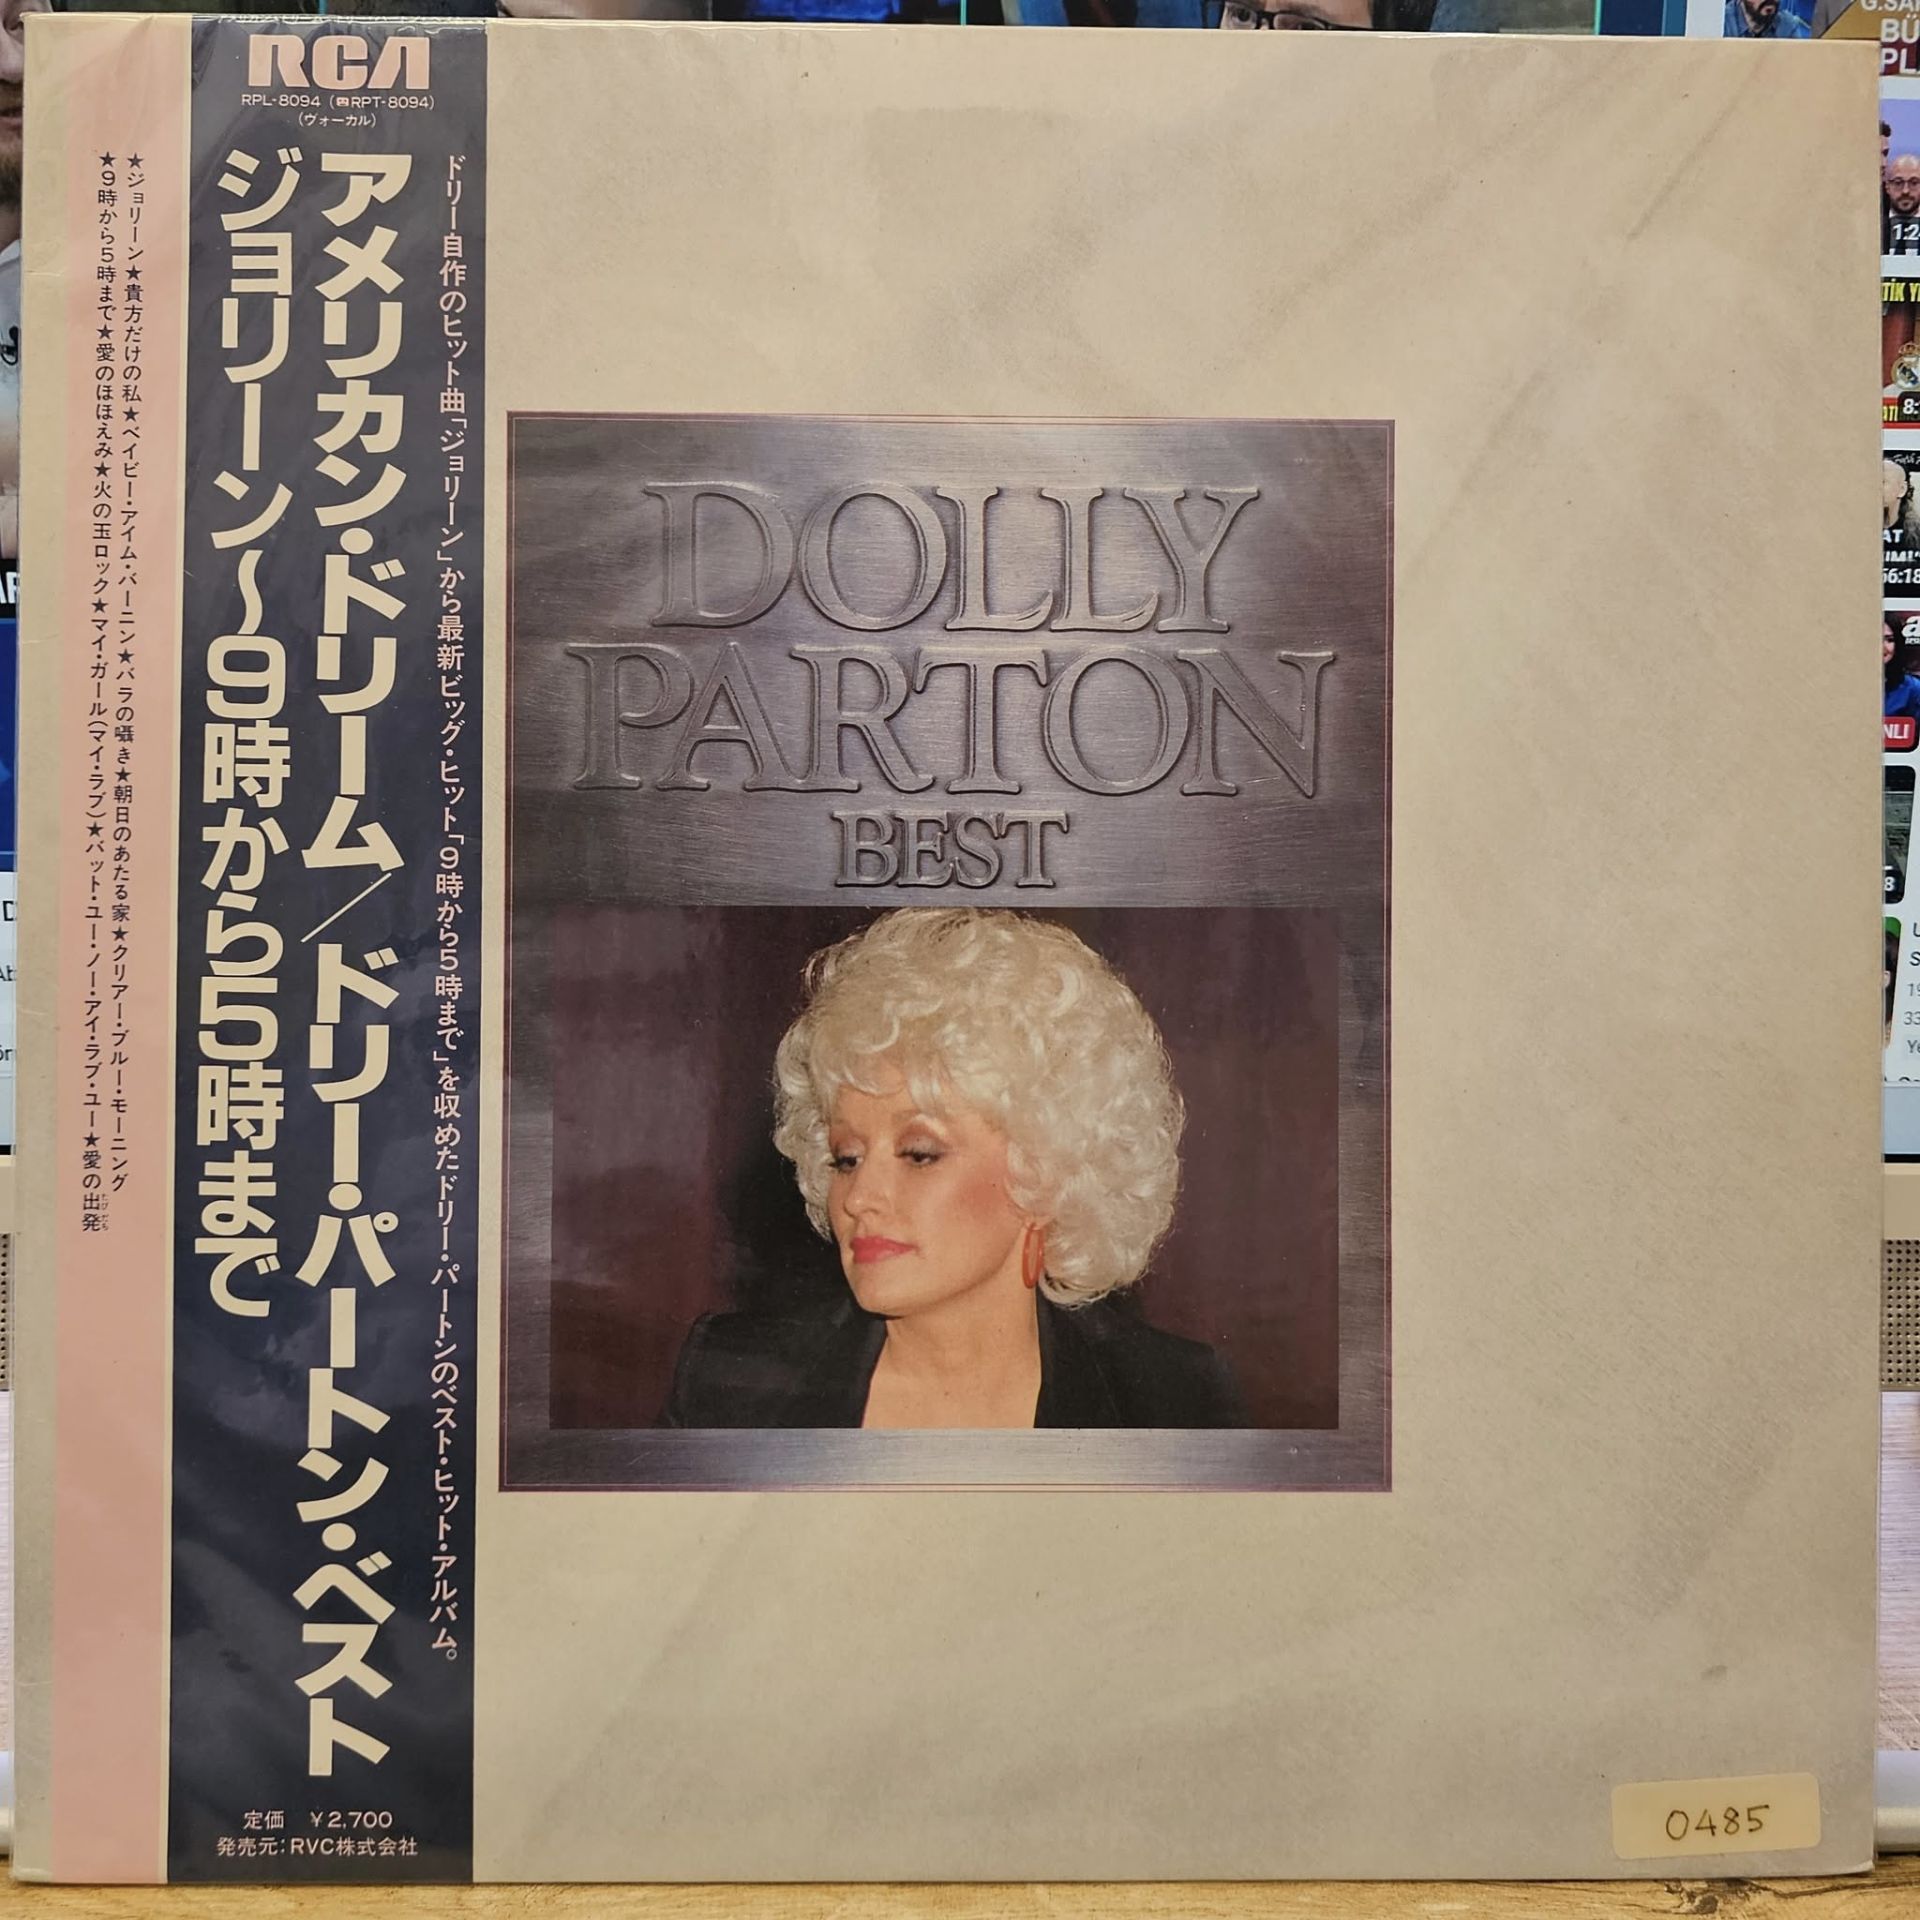 RCA
RPL-8094 (RPT-8094)
(ヴォーカル)
ドリー自作のヒット曲「ジョリーン」から最新ビッグ・ヒット「9時から5時まで」を収めたドリー・パートンのベスト・ヒット・アルバム。
アメリカン・ドリーム/ドリー・パートン・ベスト
ジョリーン〜9時から5時まで
★ジョリーン★貴方だけの私★ベイビー・アイム・バーニン★バラの囁き★朝日のあたる家★クリアー・ブルー・モーニング
★9時から5時まで★愛のほほえみ★火の玉ロック★マイ・ガール(マイ・ラブ)★バット・ユー・ノー・アイ・ラブ・ユー★愛の出発
たびだち
定価 ¥2,700
発売元:RVC株式会社
DOLLY
PARTON
BEST
0485